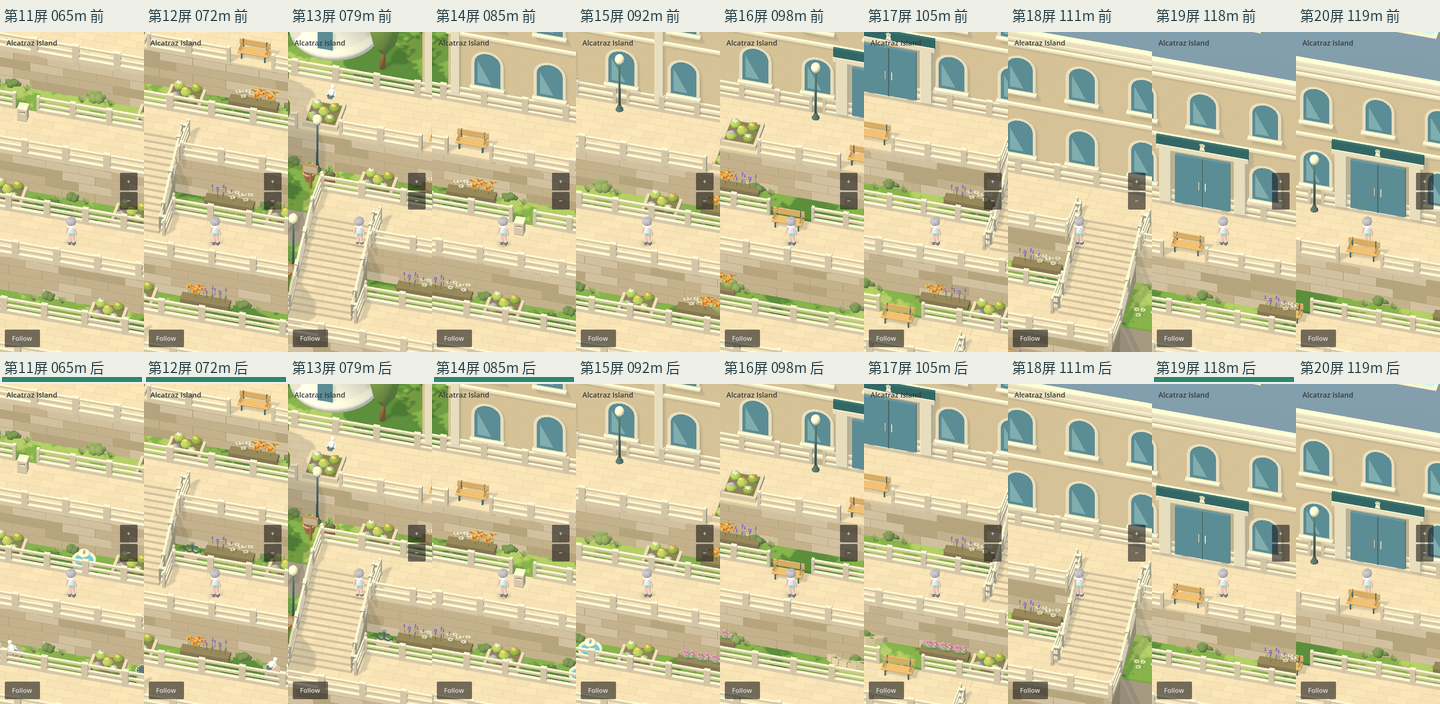 第11屏 065m 前
第12屏 072m 前
第13屏 079m 前
第14屏 085m 前
第15屏 092m 前
第16屏 098m 前
第17屏 105m 前
第18屏 111m 前
第19屏 118m 前
第20屏 119m 前
Alcatraz Island
Alcatraz Island
Alcatraz Island
Alcatraz Island
Alcatraz Island
Alcatraz Island
Alcatraz Island
Alcatraz Island
Alcatraz Island
Alcatraz Island
Follow
Follow
Follow
Follow
Follow
Follow
Follow
Follow
Follow
Follow
第11屏 065m 后
第12屏 072m 后
第13屏 079m 后
第14屏 085m 后
第15屏 092m 后
第16屏 098m 后
第17屏 105m 后
第18屏 111m 后
第19屏 118m 后
第20屏 119m 后
Alcatraz Island
Alcatraz Island
Alcatraz Island
Alcatraz Island
Alcatraz Island
Alcatraz Island
Alcatraz Island
Alcatraz Island
Alcatraz Island
Alcatraz Island
Follow
Follow
Follow
Follow
Follow
Follow
Follow
Follow
Follow
Follow